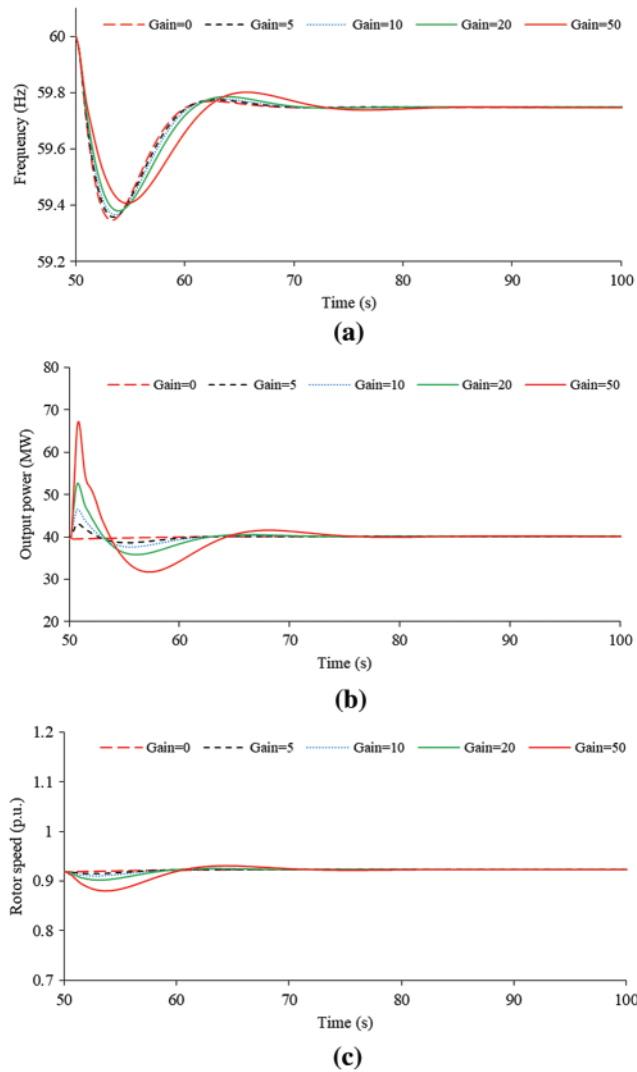 Gain=0 Gain=5 Gain=10 Gain=20 Gain=50
60
59.8
59.6
59.4
59.2
Frequency (Hz)
50 60 70 80 90 100
Time (s)
(a)
Gain=0 Gain=5 Gain=10 Gain=20 Gain=50
80
70
60
50
40
30
20
Output power (MW)
50 60 70 80 90 100
Time (s)
(b)
Gain=0 Gain=5 Gain=10 Gain=20 Gain=50
1.2
1.1
1
0.9
0.8
0.7
Rotor speed (p.u.)
50 60 70 80 90 100
Time (s)
(c)